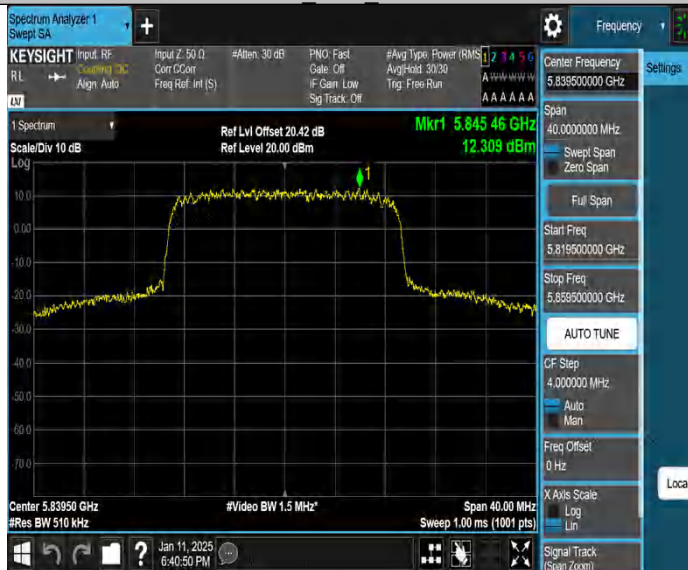 Spectrum Analyzer 1
Swept SA
+
Frequency
KEYSIGHT
RL
LXI
Input: RF
Coupling: DC
Align: Auto
Input Z: 50 Ω
Corr CCorr
Freq Ref: Int (S)
#Atten: 30 dB
PNO: Fast
Gate: Off
IF Gain: Low
Sig Track: Off
#Avg Type: Power (RMS
Avg|Hold: 30/30
Trig: Free Run
1 2 3 4 5 6
A W W W W W
A A A A A A
Center Frequency
5.839500000 GHz
Settings
Span
40.0000000 MHz
Swept Span
Zero Span
Full Span
Start Freq
5.819500000 GHz
Stop Freq
5.859500000 GHz
AUTO TUNE
CF Step
4.000000 MHz
Auto
Man
Freq Offset
0 Hz
X Axis Scale
Log
Lin
Signal Track
(Span Zoom)
Loca
1 Spectrum
Scale/Div 10 dB
Log
Ref Lvl Offset 20.42 dB
Ref Level 20.00 dBm
Mkr1 5.845 46 GHz
12.309 dBm
1
10.0
0.00
-10.0
-20.0
-30.0
-40.0
-50.0
-60.0
-70.0
Center 5.83950 GHz
#Res BW 510 kHz
#Video BW 1.5 MHz*
Span 40.00 MHz
Sweep 1.00 ms (1001 pts)
?
Jan 11, 2025
6:40:50 PM